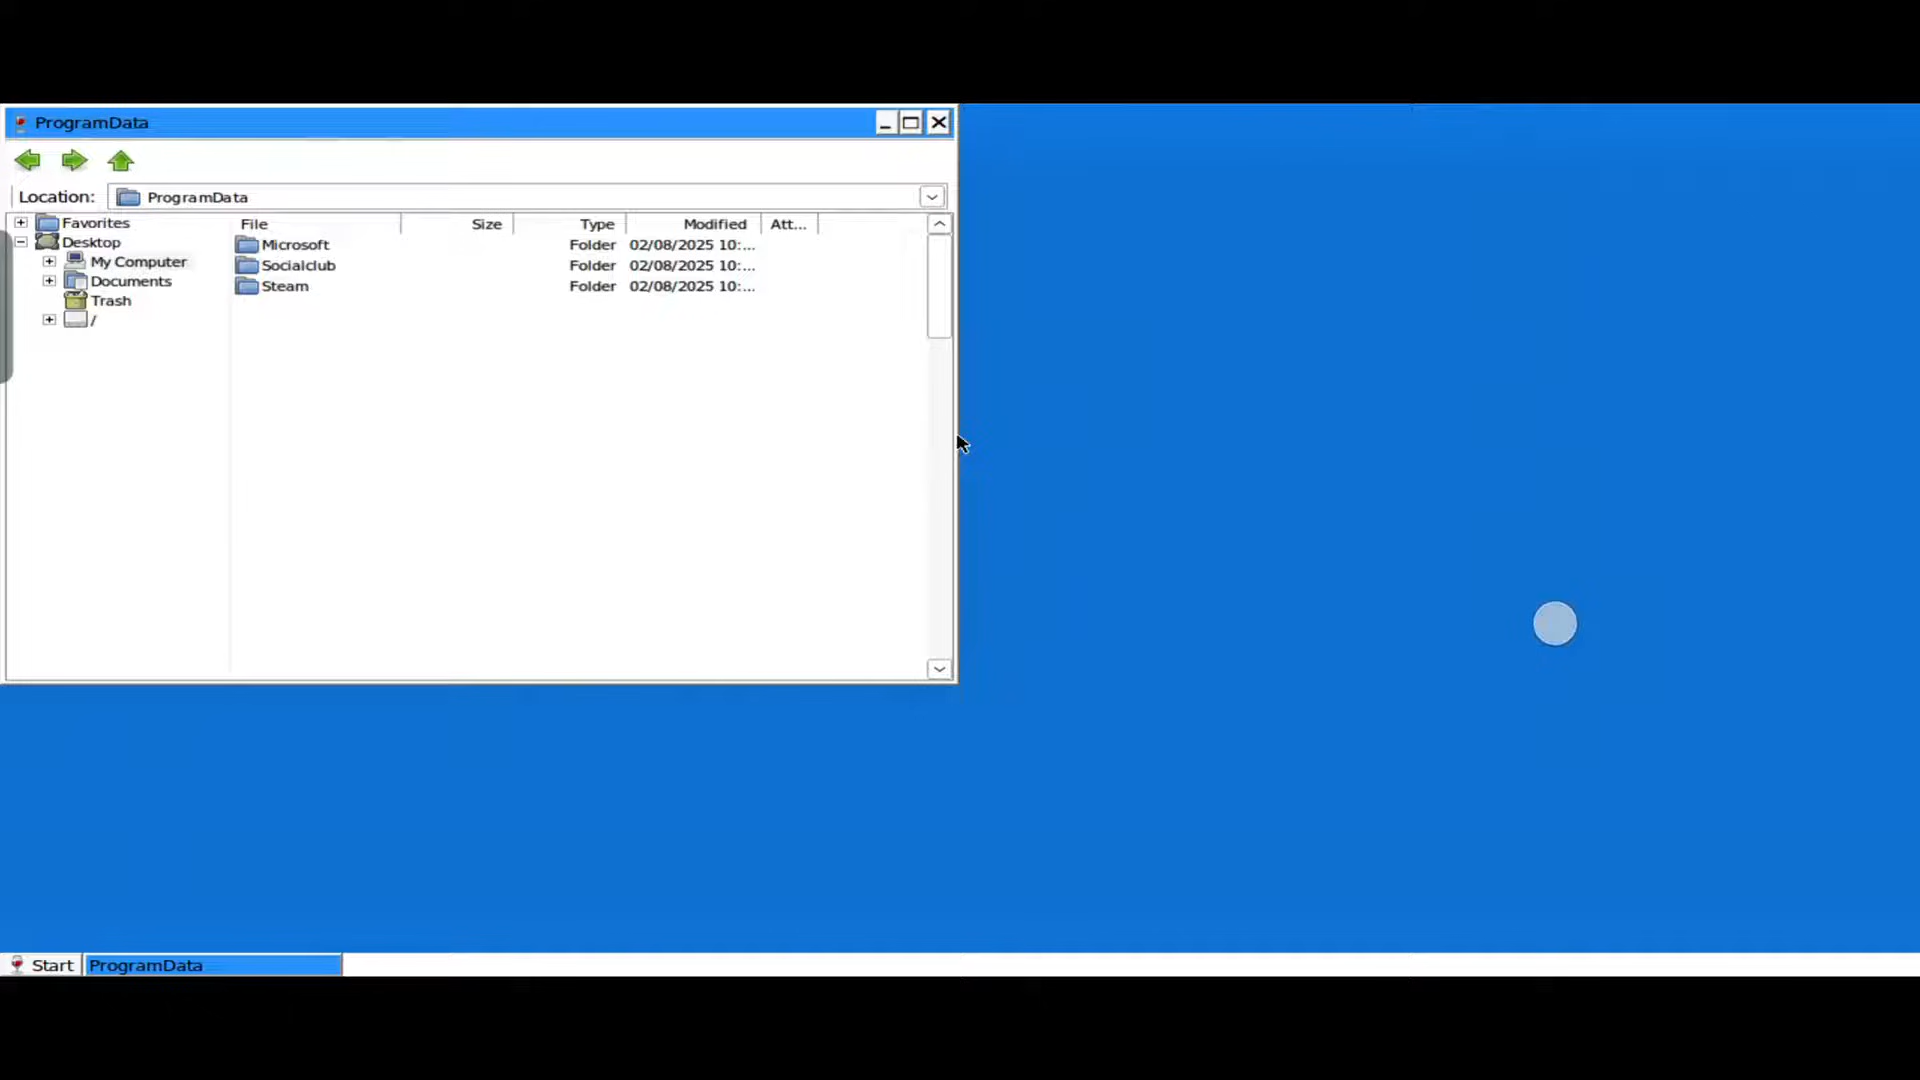 ProgramData
Location: ProgramData
Favorites
Desktop
My Computer
Documents
Trash
/
File Size Type Modified Att...
Microsoft Folder 02/08/2025 10:...
Socialclub Folder 02/08/2025 10:...
Steam Folder 02/08/2025 10:...
Start ProgramData